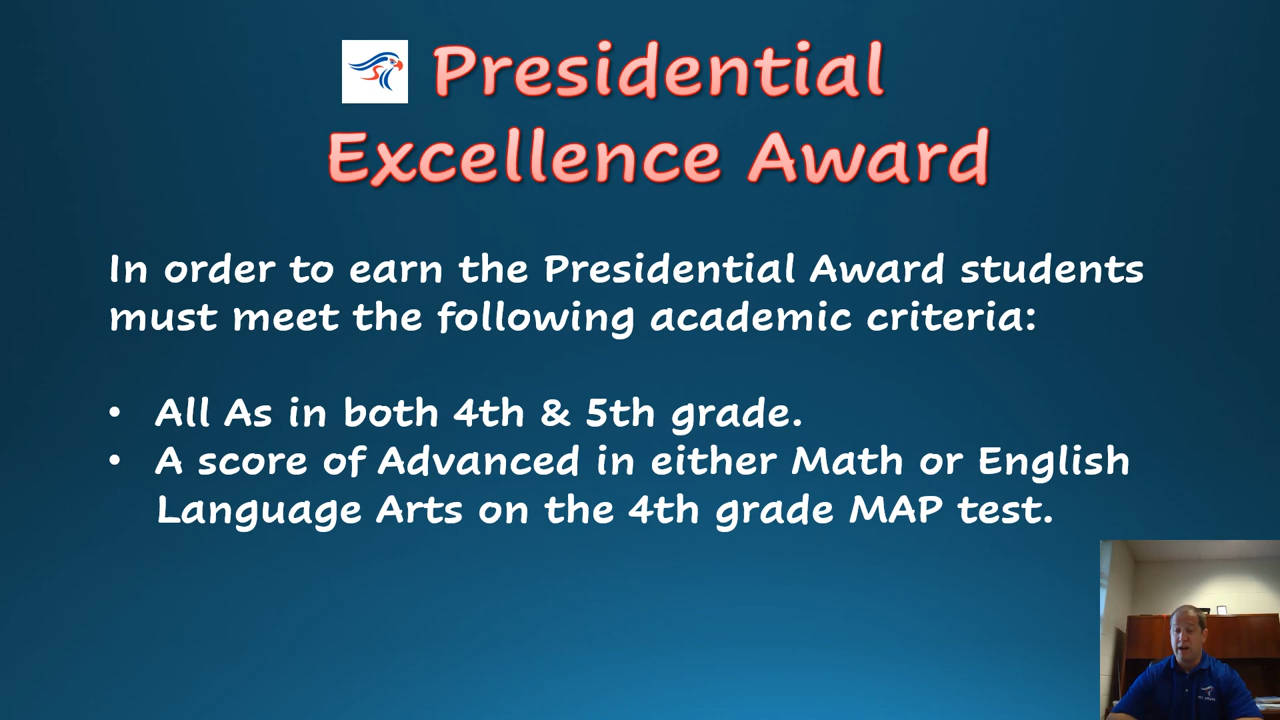 Presidential
Excellence Award
In order to earn the Presidential Award students
must meet the following academic criteria:
• All As in both 4th & 5th grade.
• A score of Advanced in either Math or English
Language Arts on the 4th grade MAP test.